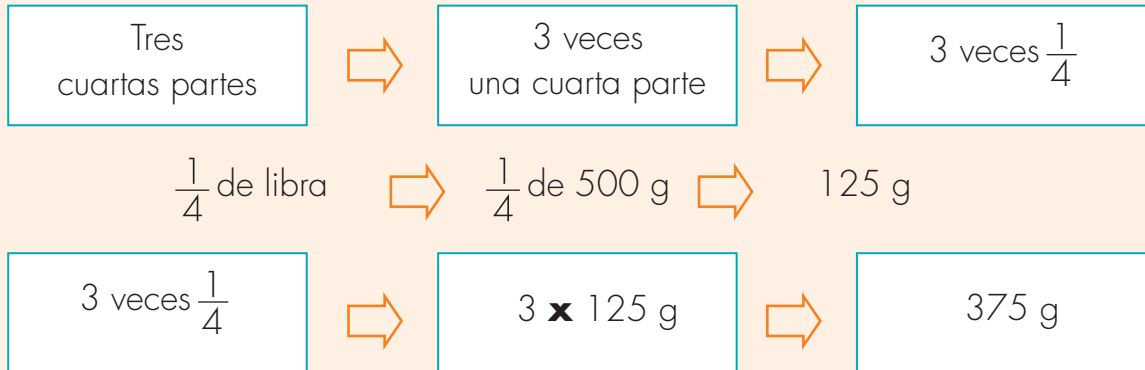 Tres
cuartas partes
3 veces
una cuarta parte
3 veces 1/4
1/4 de libra
1/4 de 500 g
125 g
3 veces 1/4
3 x 125 g
375 g